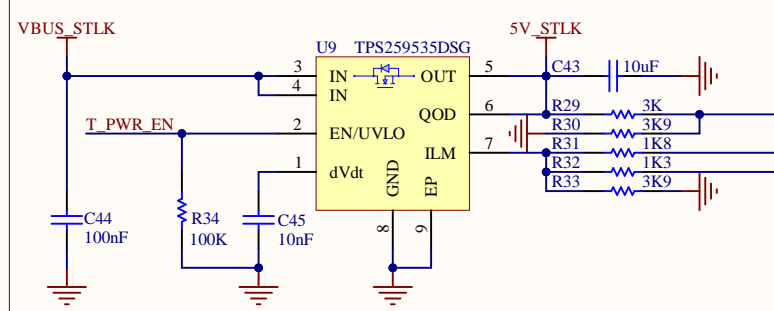 VBUS_STLK
5V_STLK
U9 TPS259535DSG
C43 10uF
3 IN OUT 5
4 IN
R29 3K
QOD 6
R30 3K9
T_PWR_EN
2 EN/UVLO
R31 1K8
ILM 7
R32 1K3
1 dVdt
R33 3K9
GND EP
C44
100nF
R34
100K
C45
10nF
8 9